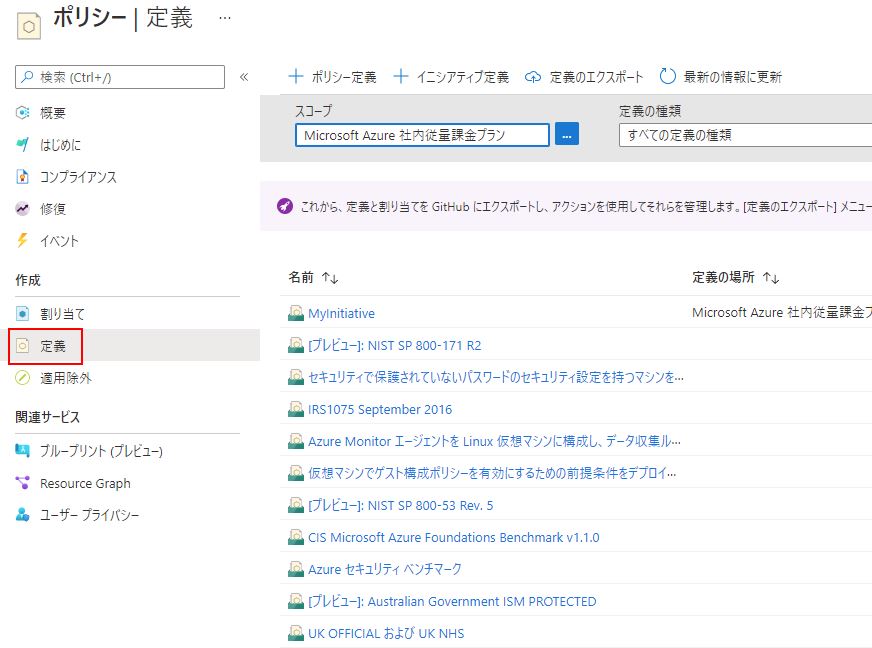 ポリシー | 定義 …
検索 (Ctrl+/) «
概要
はじめに
コンプライアンス
修復
イベント
作成
割り当て
定義
適用除外
関連サービス
ブループリント (プレビュー)
Resource Graph
ユーザー プライバシー
ポリシー定義 イニシアティブ定義 定義のエクスポート 最新の情報に更新
スコープ 定義の種類
Microsoft Azure 社内従量課金プラン ... すべての定義の種類
これから、定義と割り当てを GitHub にエクスポートし、アクションを使用してそれらを管理します。[定義のエクスポート] メニュー
名前 ↑↓ 定義の場所 ↑↓
MyInitiative Microsoft Azure 社内従量課金プ
[プレビュー]: NIST SP 800-171 R2
セキュリティで保護されていないパスワードのセキュリティ設定を持つマシンを…
IRS1075 September 2016
Azure Monitor エージェントを Linux 仮想マシンに構成し、データ収集ル…
仮想マシンでゲスト構成ポリシーを有効にするための前提条件をデプロイ…
[プレビュー]: NIST SP 800-53 Rev. 5
CIS Microsoft Azure Foundations Benchmark v1.1.0
Azure セキュリティ ベンチマーク
[プレビュー]: Australian Government ISM PROTECTED
UK OFFICIAL および UK NHS